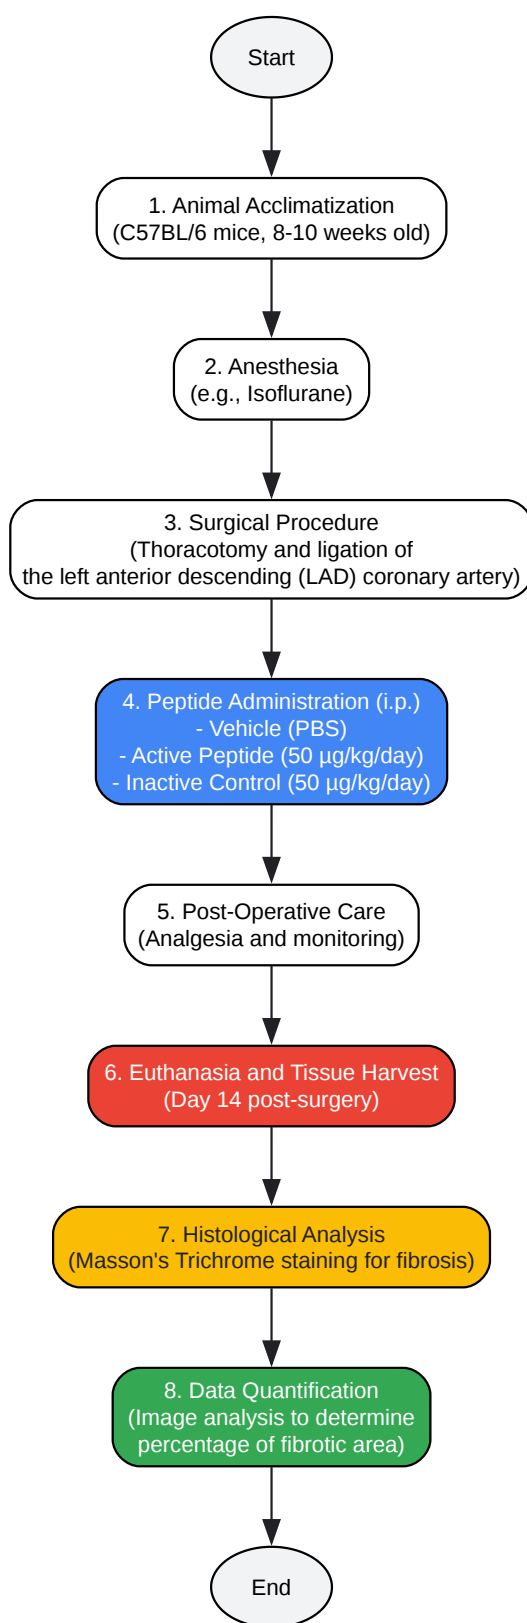 Start
1. Animal Acclimatization
(C57BL/6 mice, 8-10 weeks old)
2. Anesthesia
(e.g., Isoflurane)
3. Surgical Procedure
(Thoracotomy and ligation of
the left anterior descending (LAD) coronary artery)
4. Peptide Administration (i.p.)
- Vehicle (PBS)
- Active Peptide (50 µg/kg/day)
- Inactive Control (50 µg/kg/day)
5. Post-Operative Care
(Analgesia and monitoring)
6. Euthanasia and Tissue Harvest
(Day 14 post-surgery)
7. Histological Analysis
(Masson's Trichrome staining for fibrosis)
8. Data Quantification
(Image analysis to determine
percentage of fibrotic area)
End